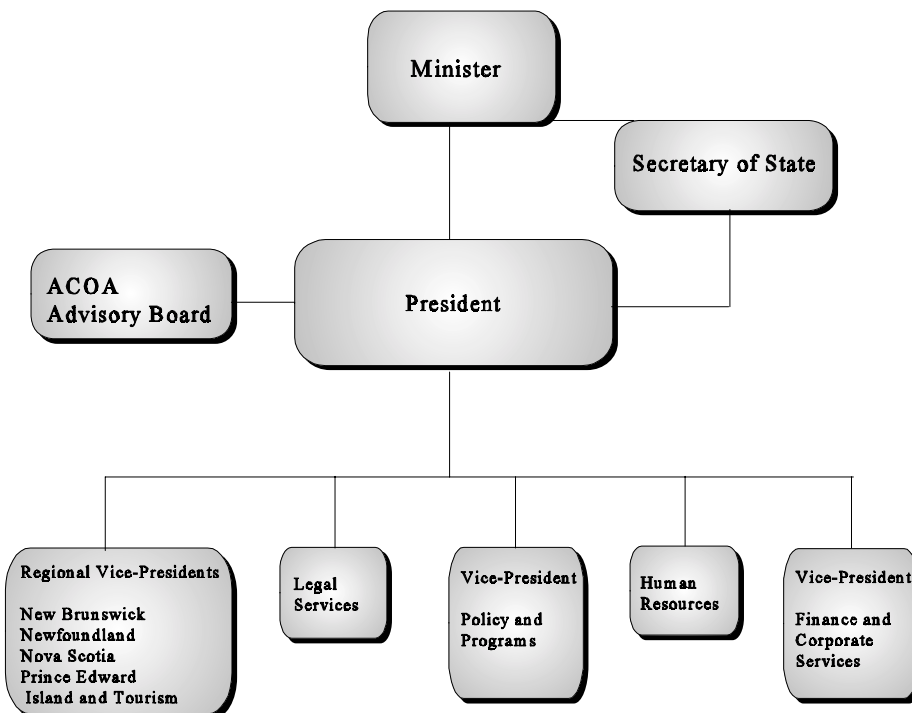 Minister
Secretary of State
ACOA
Advisory Board
President
Regional Vice-Presidents
New Brunswick
Newfoundland
Nova Scotia
Prince Edward
Island and Tourism
Legal
Services
Vice-President
Policy and
Programs
Human
Resources
Vice-President
Finance and
Corporate
Services